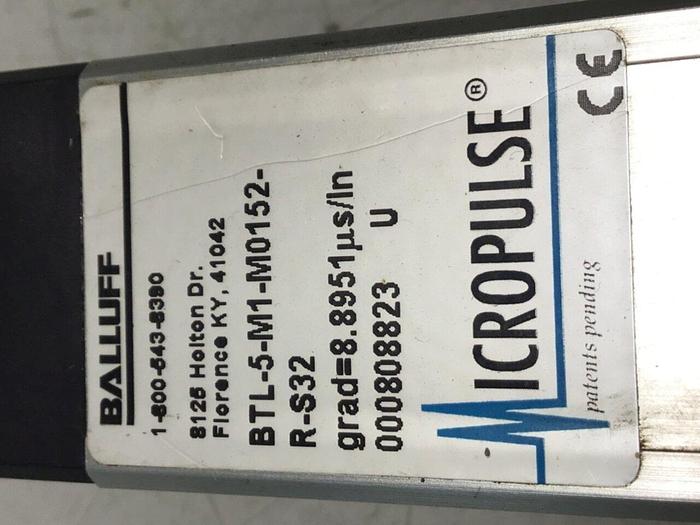 BALLUFF
1-800-543-8390
8125 Holton Dr.
Florence KY, 41042
BTL-5-M1-M0152-
R-S32
grad=8.8951µs/In
000808823 U
MICROPULSE®
patents pending
CE